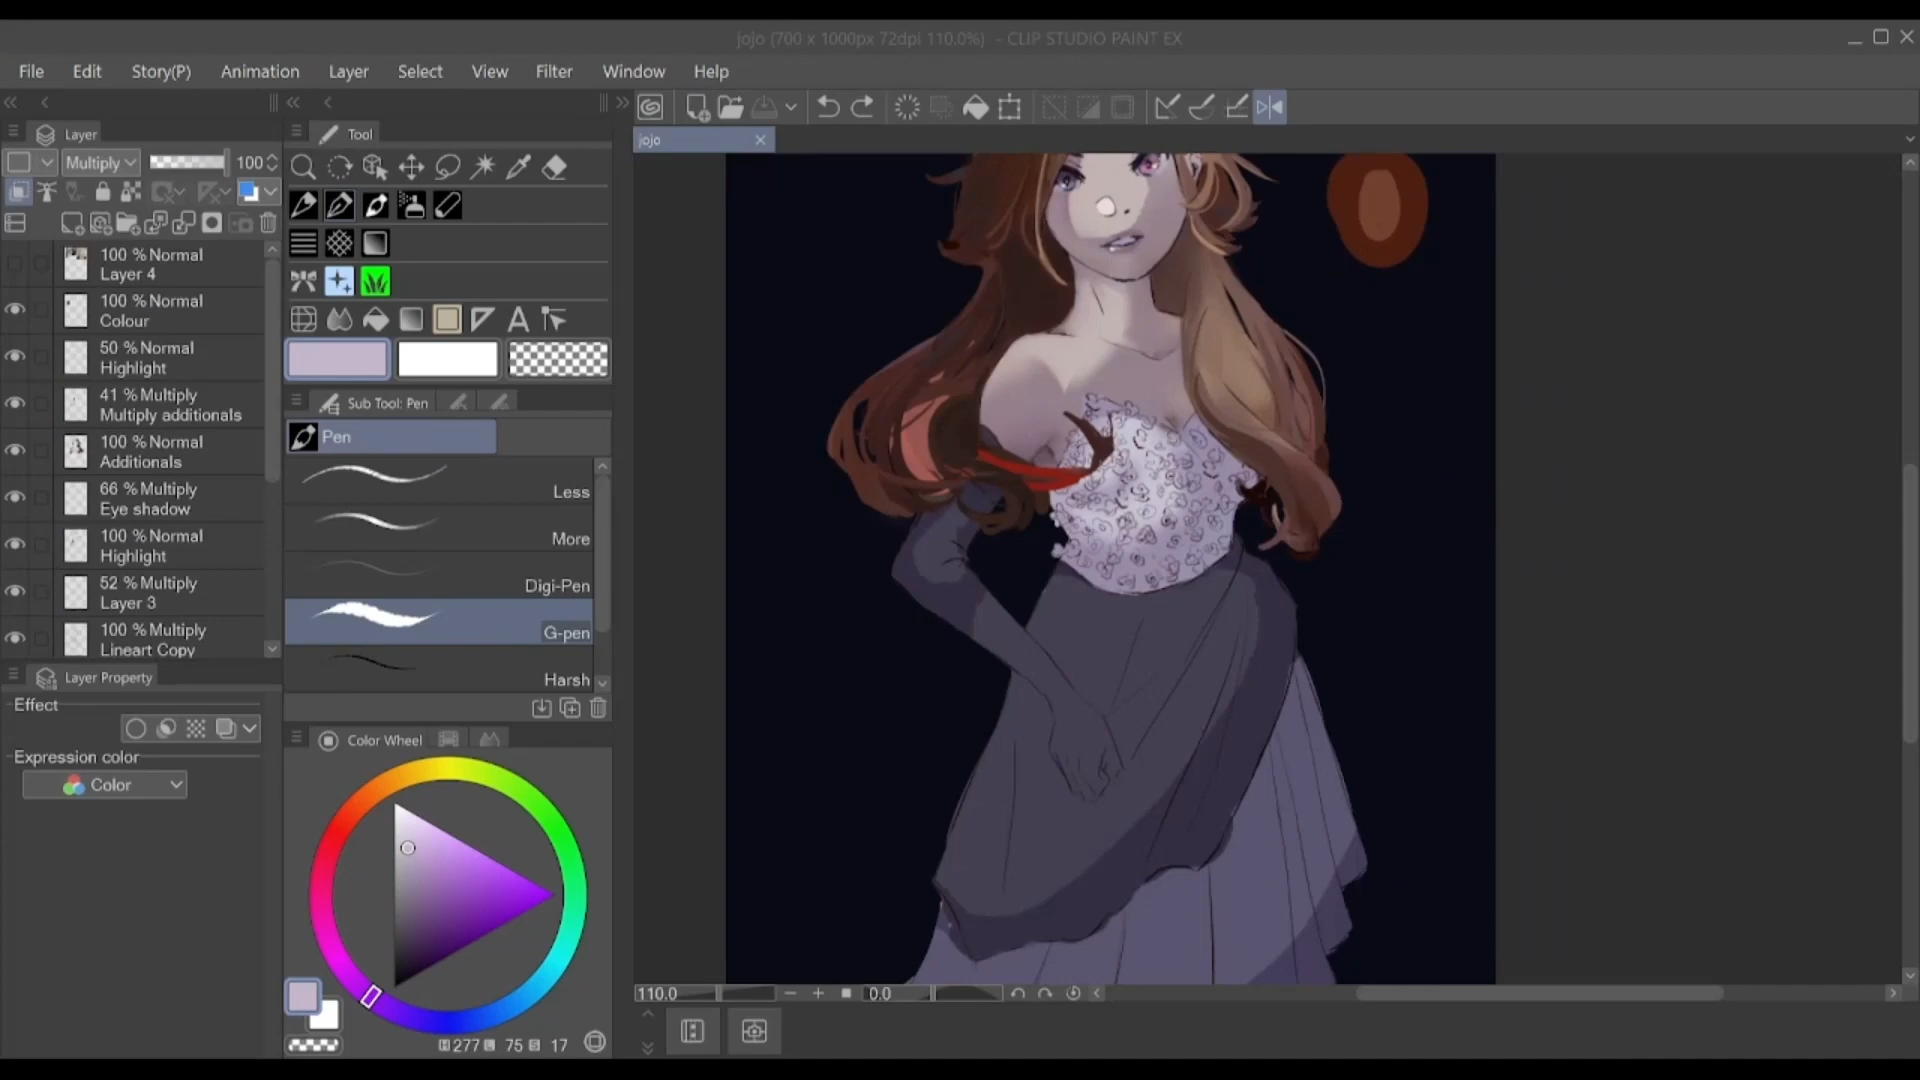 jojo (700 x 1000px 72dpi 110.0%) - CLIP STUDIO PAINT EX
File Edit Story(P) Animation Layer Select View Filter Window Help
Layer
Tool
jojo
Multiply 100
100 % Normal
Layer 4
100 % Normal
Colour
50 % Normal
Highlight
41 % Multiply
Multiply additionals
100 % Normal
Additionals
66 % Multiply
Eye shadow
100 % Normal
Highlight
52 % Multiply
Layer 3
100 % Multiply
Lineart Copy
Layer Property
Effect
Expression color
Color
A
Sub Tool: Pen
Pen
Less
More
Digi-Pen
G-pen
Harsh
Color Wheel
H 277 L 75 S 17
110.0
0.0